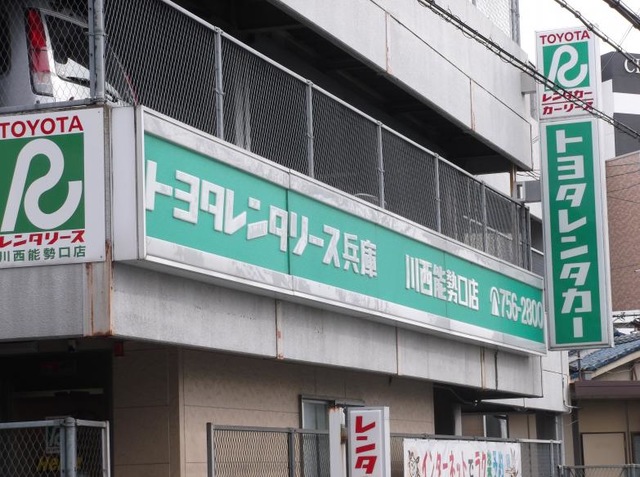 TOYOTA
R
レンタリース
川西能勢口店
トヨタレンタリース兵庫 川西能勢口店 ☎756-2800
TOYOTA
R
レンタカー
カーリース
トヨタレンタカー
レンタ
インターネットでラク